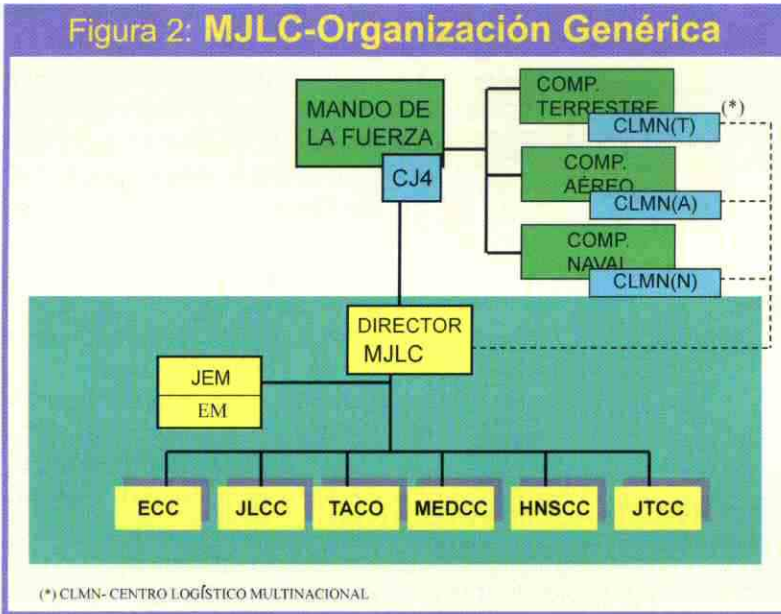 Figura 2: MJLC-Organización Genérica
MANDO DE
LA FUERZA
CJ4
COMP.
TERRESTRE
(*)
CLMN(T)
COMP.
AÉREO
CLMN(A)
COMP.
NAVAL
CLMN(N)
DIRECTOR
MJLC
JEM
EM
ECC
JLCC
TACO
MEDCC
HNSCC
JTCC
(*) CLMN- CENTRO LOGÍSTICO MULTINACIONAL